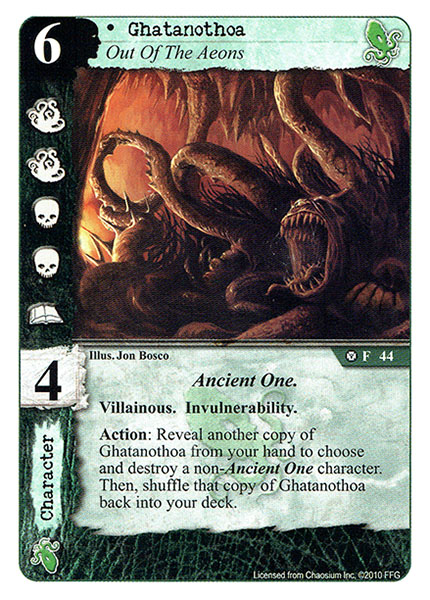 6
• Ghatanothoa
Out Of The Aeons
Illus. Jon Bosco
F 44
4
Ancient One.
Villainous. Invulnerability.
Action: Reveal another copy of
Ghatanothoa from your hand to choose
and destroy a non-Ancient One character.
Then, shuffle that copy of Ghatanothoa
back into your deck.
Character
Licensed from Chaosium Inc. ©2010 FFG